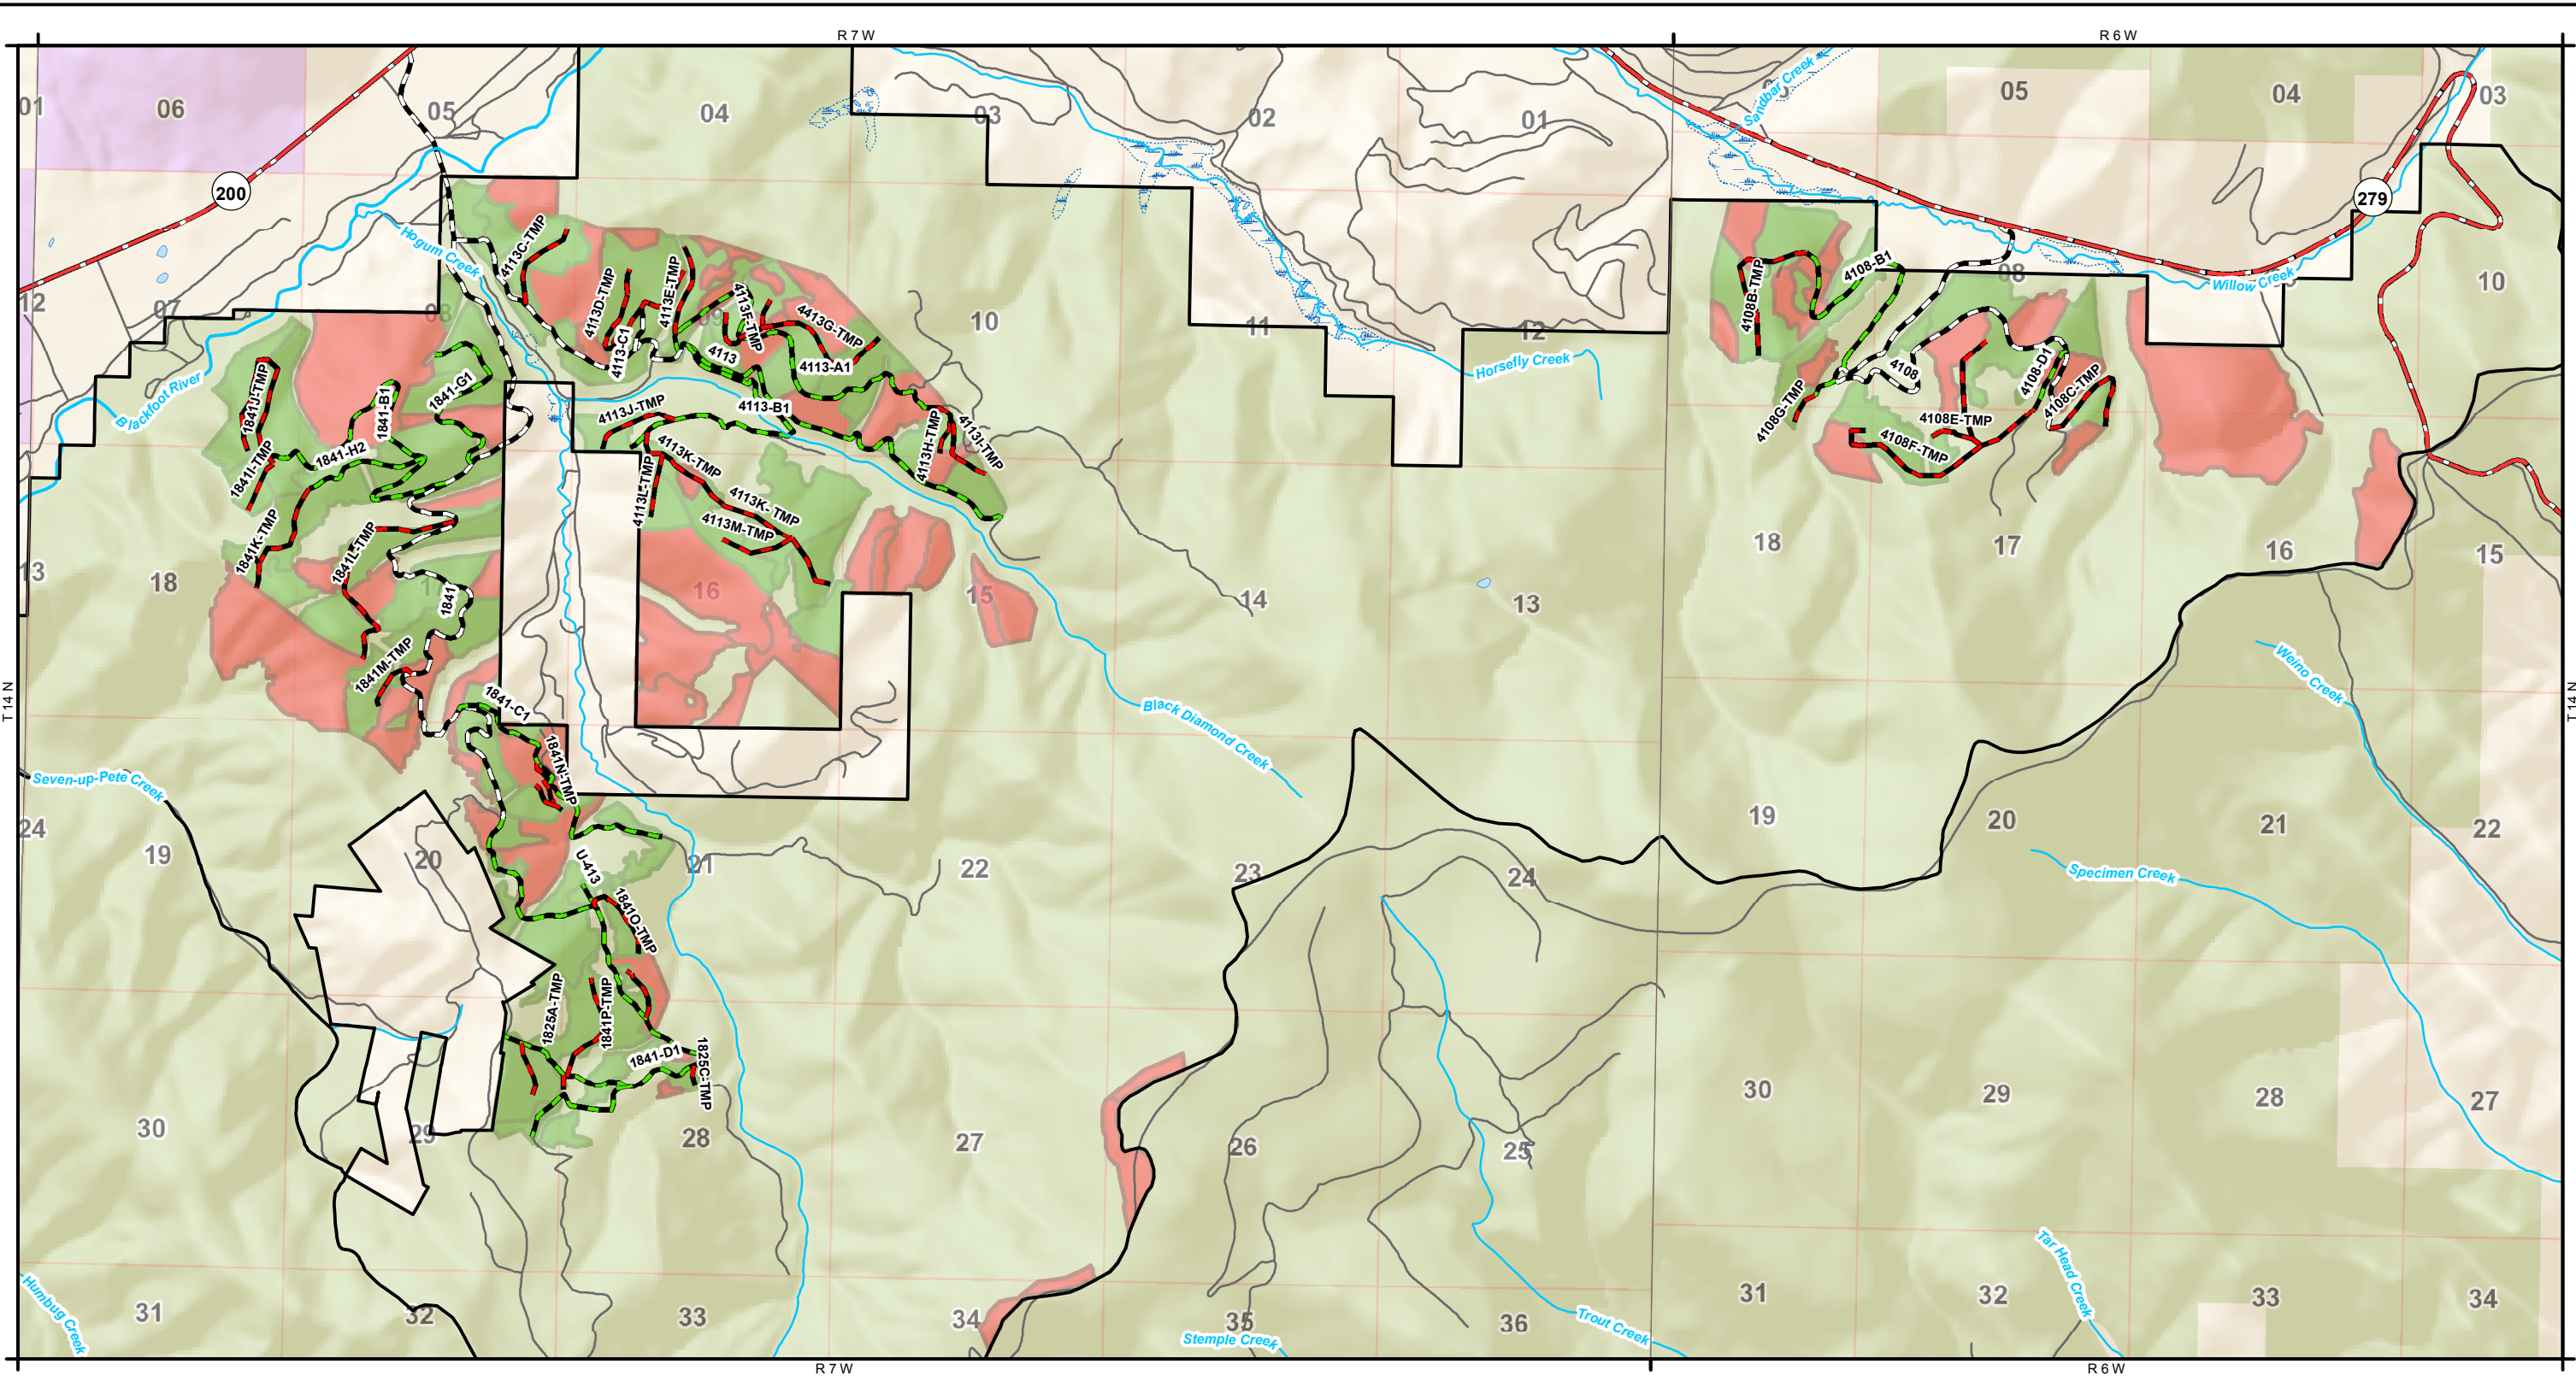 R 7 W
R 6 W
01
06
05
04
03
02
01
05
04
03
Sandbar Creek
200
279
Hogum Creek
Willow Creek
12
07
08
10
11
12
08
10
Horsefly Creek
Blackfoot River
4113C-TMP
4113D-TMP
4113-C1
4113E-TMP
4113F-TMP
4413G-TMP
4113
4113-A1
4113-B1
4113J-TMP
4113H-TMP
4113I-TMP
4113K-TMP
4113L-TMP
4113K- TMP
4113M-TMP
1841J-TMP
1841-B1
1841-G1
1841-H2
1841I-TMP
1841K-TMP
1841L-TMP
1841
1841M-TMP
1841-C1
1841N-TMP
4108B-TMP
4108-B1
4108
4108-D1
4108C-TMP
4108G-TMP
4108E-TMP
4108F-TMP
13
18
16
15
14
13
18
17
16
15
T 14 N
T 14 N
Weino Creek
Black Diamond Creek
Seven-up-Pete Creek
24
19
20
21
22
23
24
19
20
21
22
Specimen Creek
U-413
1841O-TMP
1825A-TMP
1841P-TMP
1841-D1
1825C-TMP
30
29
28
27
26
25
30
29
28
27
Humbug Creek
31
32
33
34
35
36
31
32
33
34
Stemple Creek
Trout Creek
Tar Head Creek
R 7 W
R 6 W